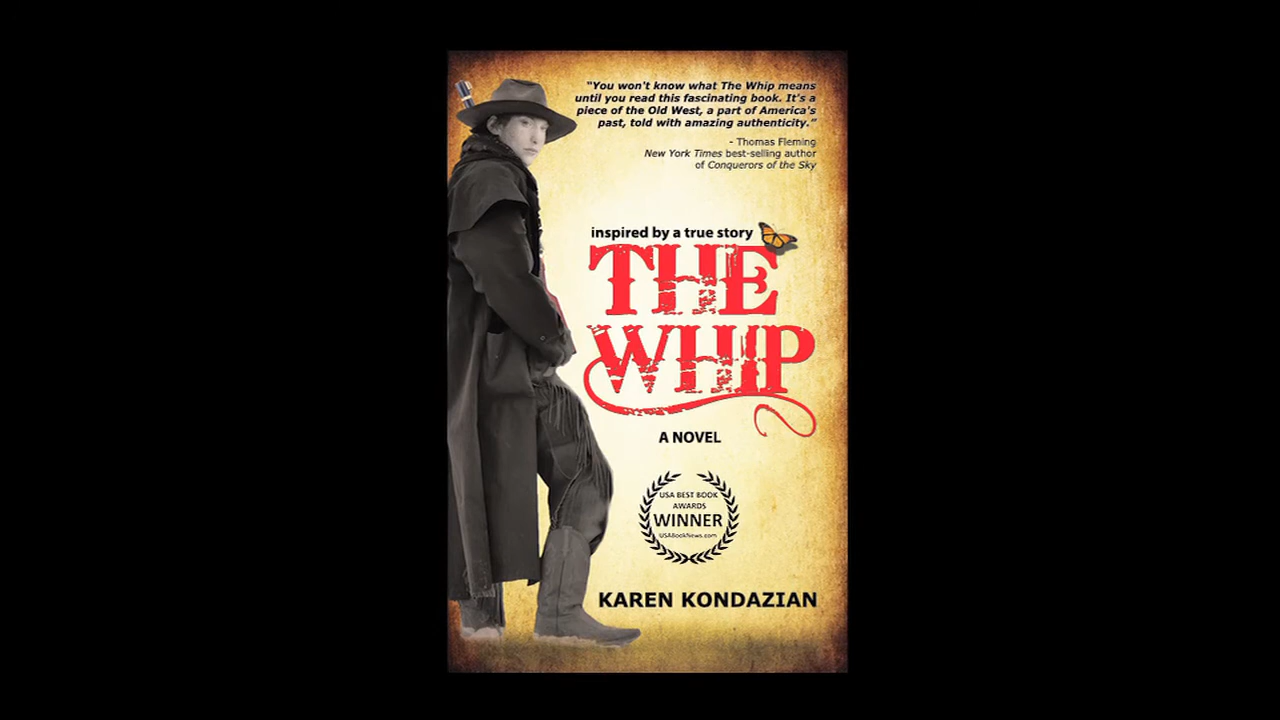 "You won't know what The Whip means
until you read this fascinating book. It's a
piece of the Old West, a part of America's
past, told with amazing authenticity."
- Thomas Fleming
New York Times best-selling author
of Conquerors of the Sky
inspired by a true story
THE
WHIP
A NOVEL
USA BEST BOOK
AWARDS
WINNER
USABookNews.com
KAREN KONDAZIAN